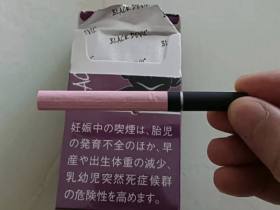 BLACK DEVIL
妊娠中の喫煙は、胎児
の発育不全のほか、早
産や出生体重の減少、
乳幼児突然死症候群
の危険性を高めます。